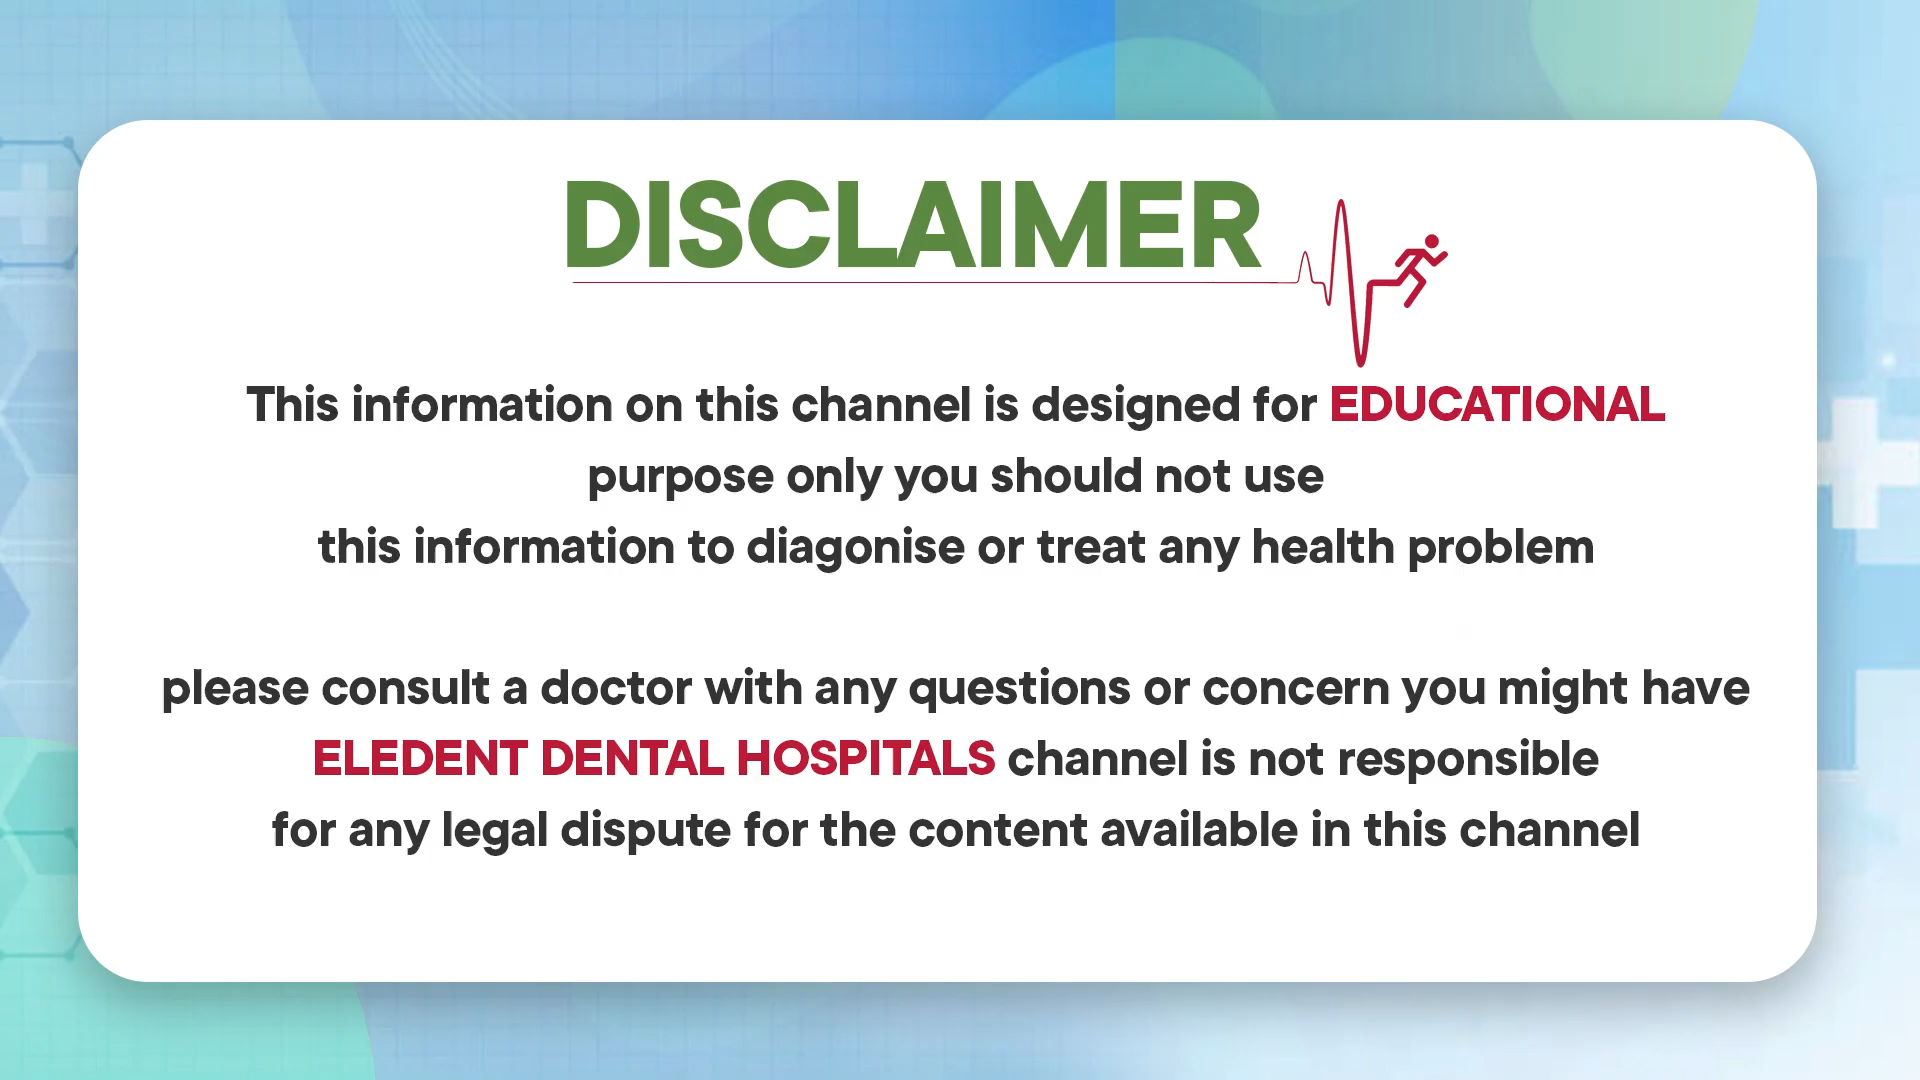 DISCLAIMER
This information on this channel is designed for EDUCATIONAL
purpose only you should not use
this information to diagonise or treat any health problem
please consult a doctor with any questions or concern you might have
ELEDENT DENTAL HOSPITALS channel is not responsible
for any legal dispute for the content available in this channel